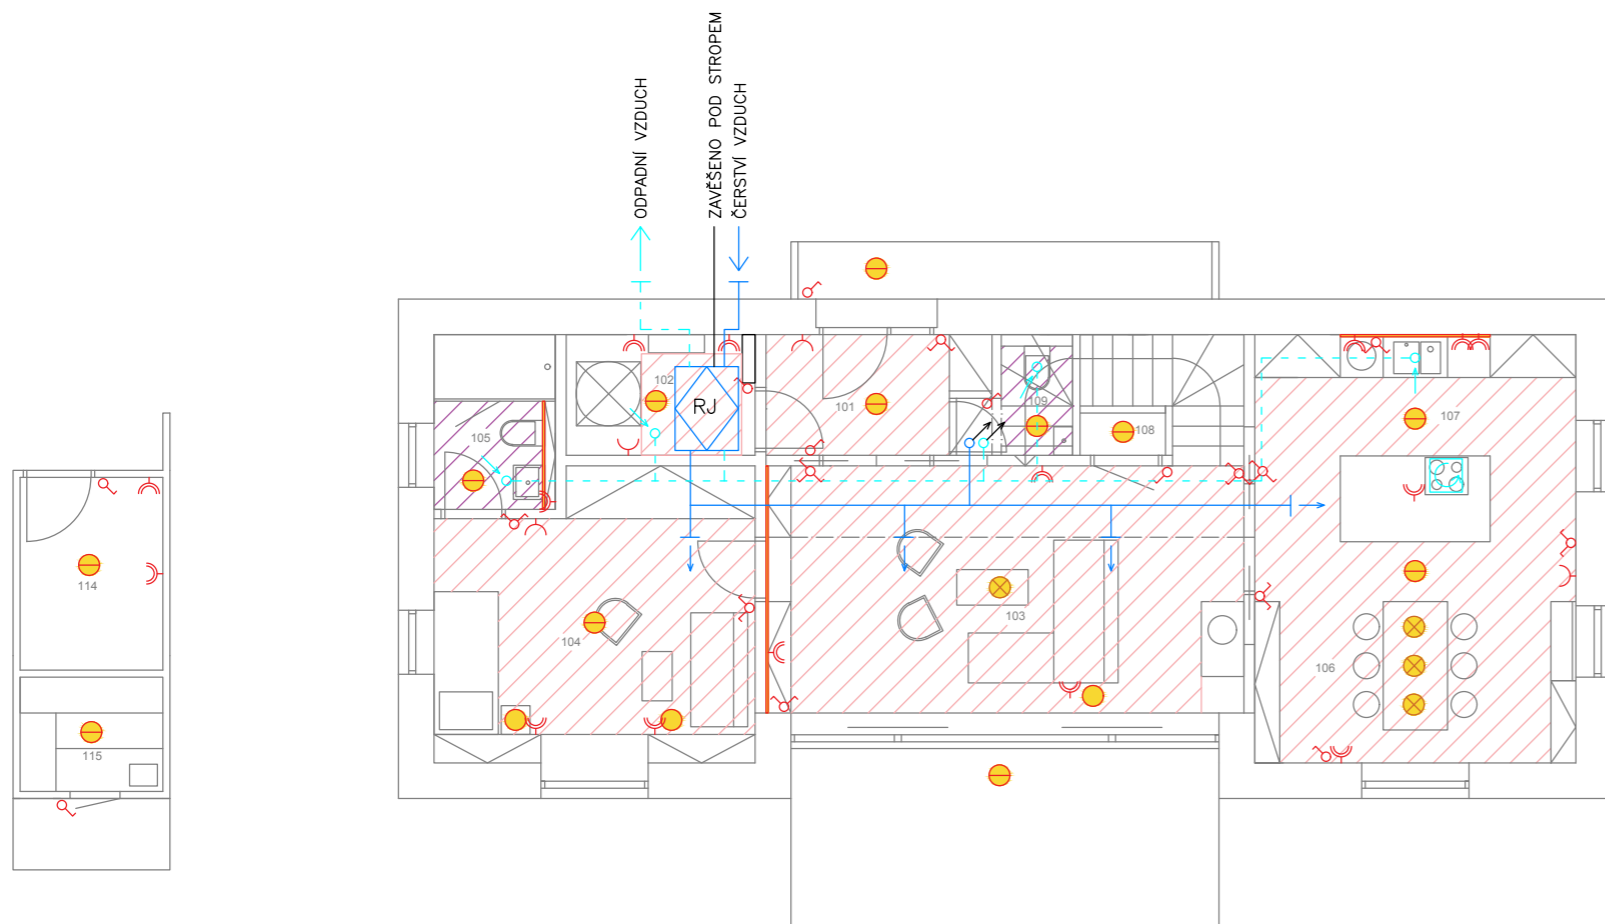 ODPADNÍ VZDUCH
ZAVĚŠENO POD STROPEM
ČERSTVÍ VZDUCH
102
RJ
101
109
108
107
105
114
104
103
106
115